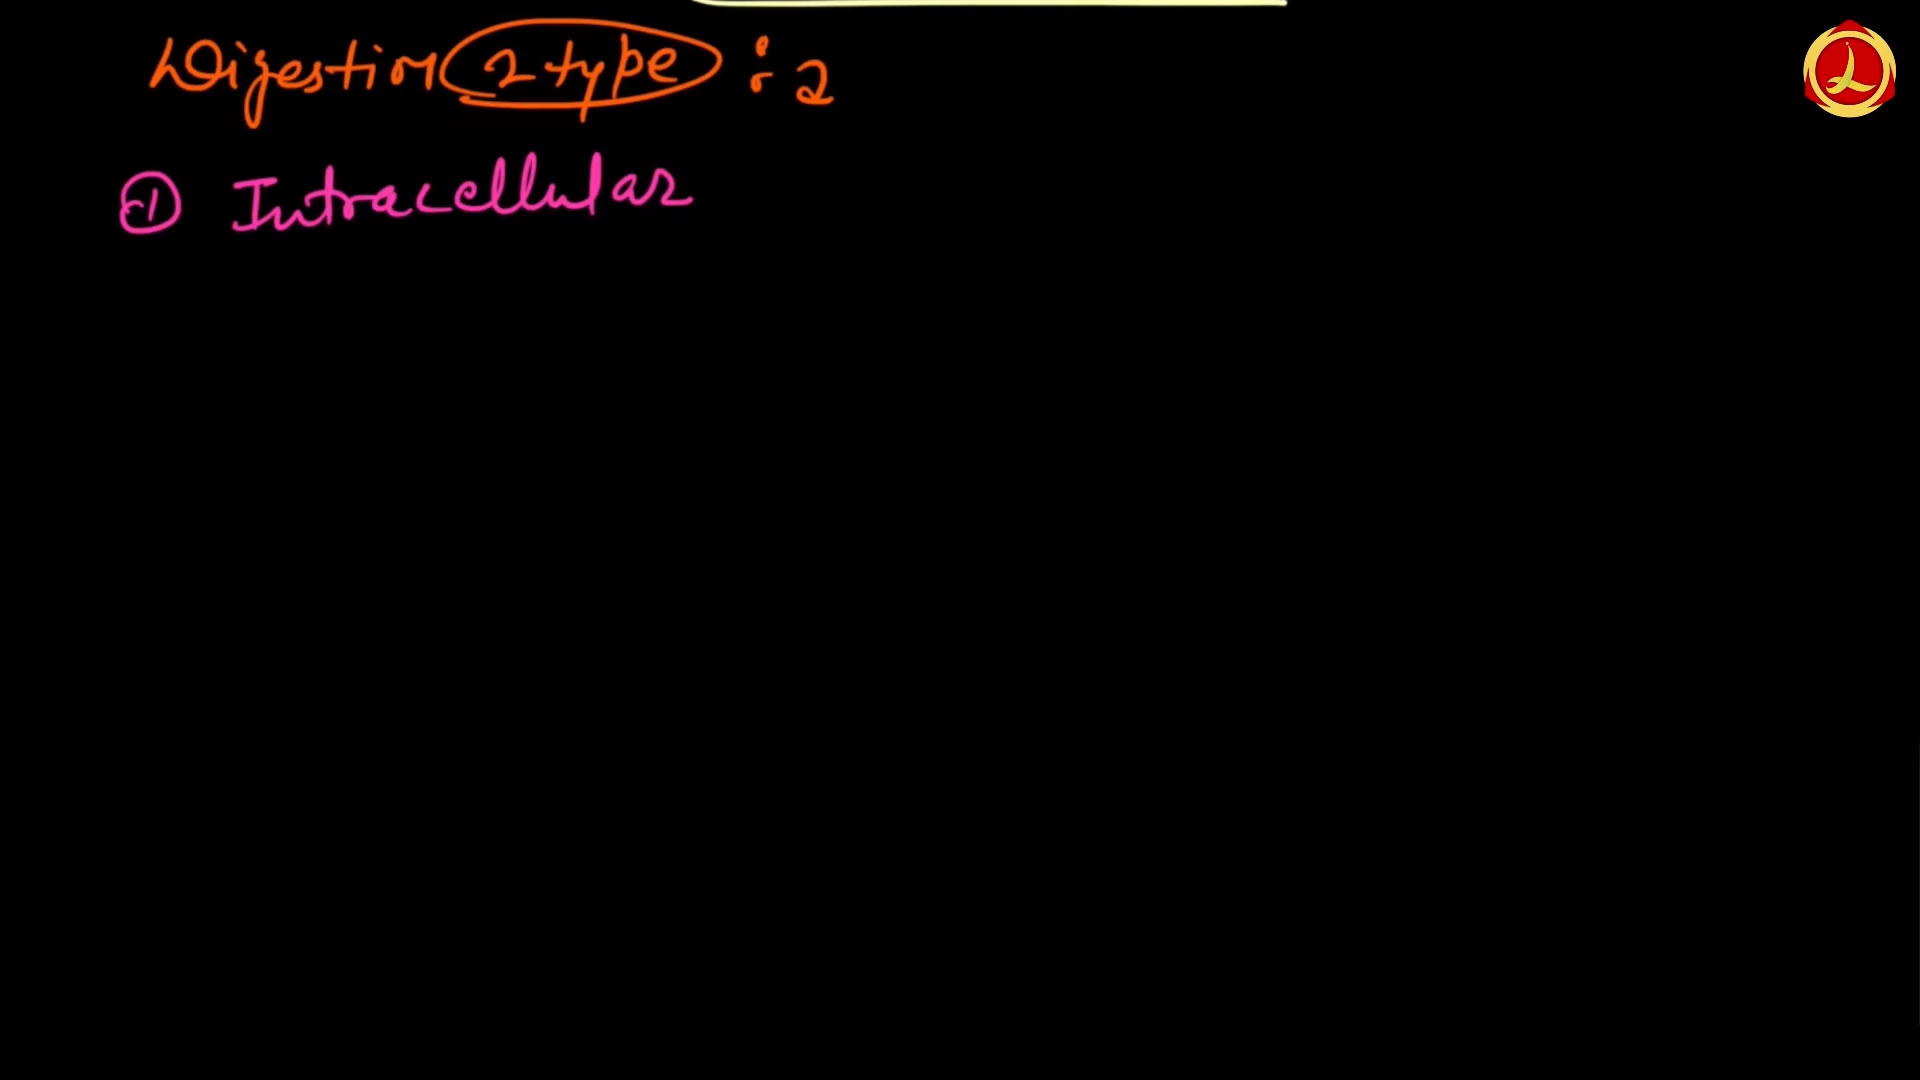 Digestion 2 type : 2
① Intracellular